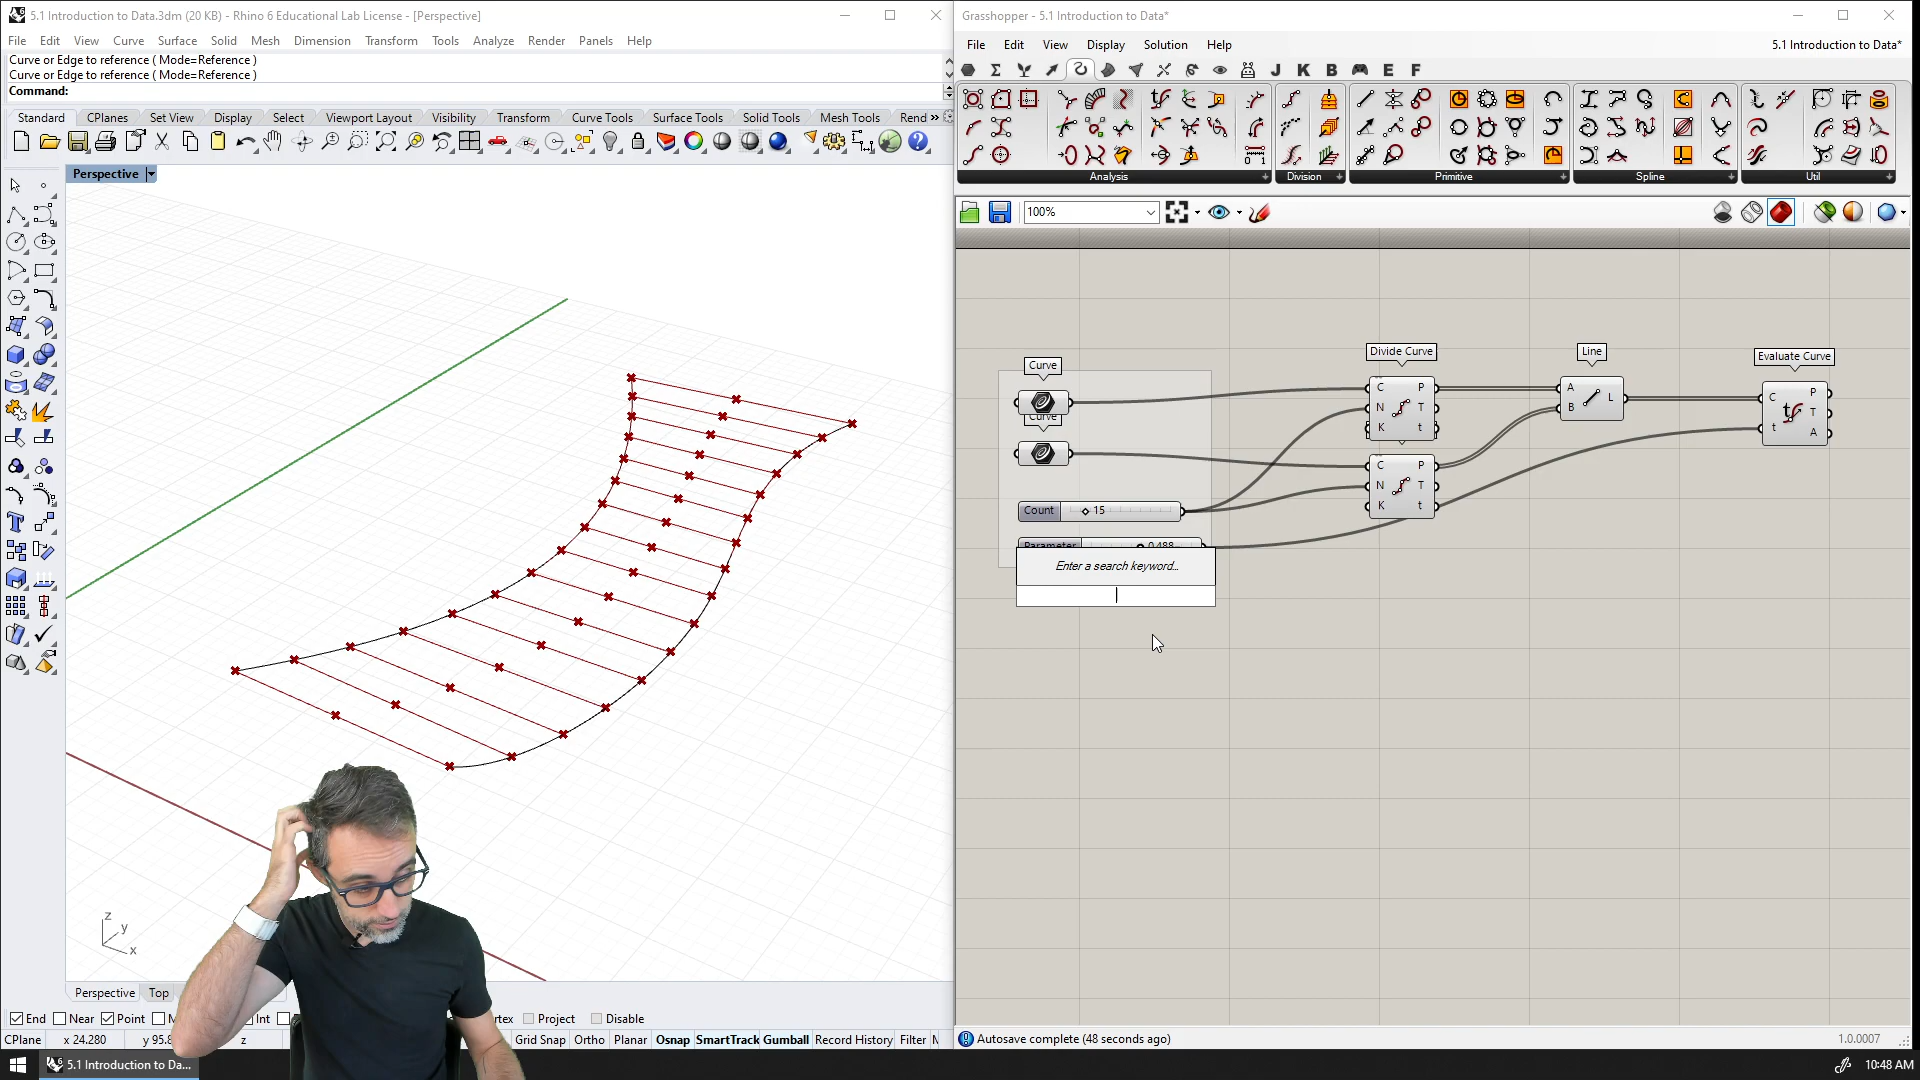 5.1 Introduction to Data.3dm (20 KB) - Rhino 6 Educational Lab License - [Perspective]
File Edit View Curve Surface Solid Mesh Dimension Transform Tools Analyze Render Panels Help
Curve or Edge to reference ( Mode=Reference )
Curve or Edge to reference ( Mode=Reference )
Command:
Standard CPlanes Set View Display Select Viewport Layout Visibility Transform Curve Tools Surface Tools Solid Tools Mesh Tools Rend »
Perspective
z
y
x
Perspective Top
End Near Point Int Project Disable
CPlane x 24.280 z Grid Snap Ortho Planar Osnap SmartTrack Gumball Record History Filter
5.1 Introduction to Da...
Grasshopper - 5.1 Introduction to Data*
File Edit View Display Solution Help 5.1 Introduction to Data*
J K B E F
Analysis Division Primitive Spline Util
100%
Curve
Curve
Count 15
Parameter 0.488
Enter a search keyword...
Divide Curve
C P
N T
K t
C P
N T
K t
Line
A L
B
Evaluate Curve
C P
T
t A
Autosave complete (48 seconds ago) 1.0.0007
10:48 AM